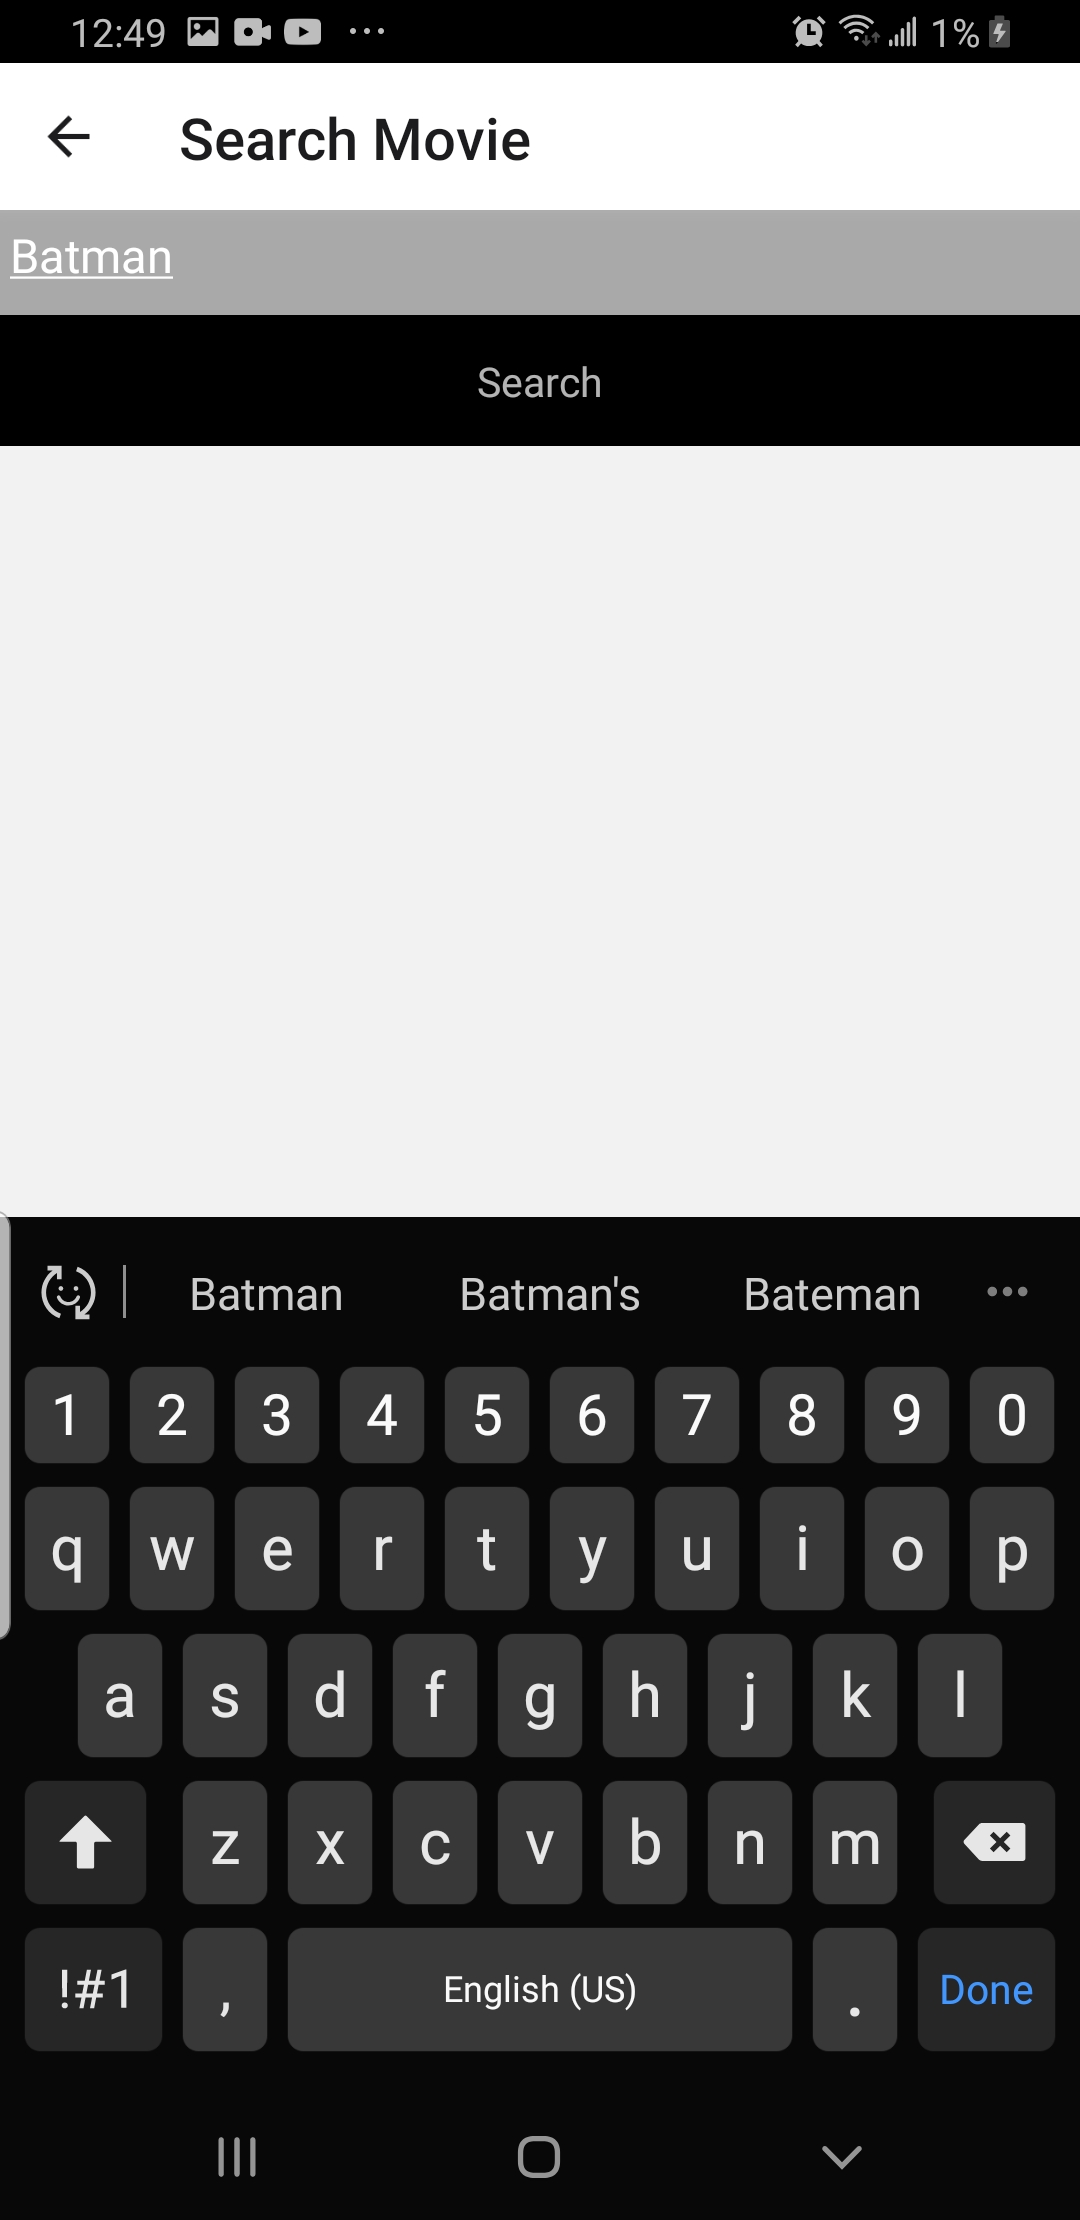 12:49 1%
Search Movie
Batman
Search
Batman Batman's Bateman
1 2 3 4 5 6 7 8 9 0
q w e r t y u i o p
a s d f g h j k l
z x c v b n m
!#1 , English (US) . Done